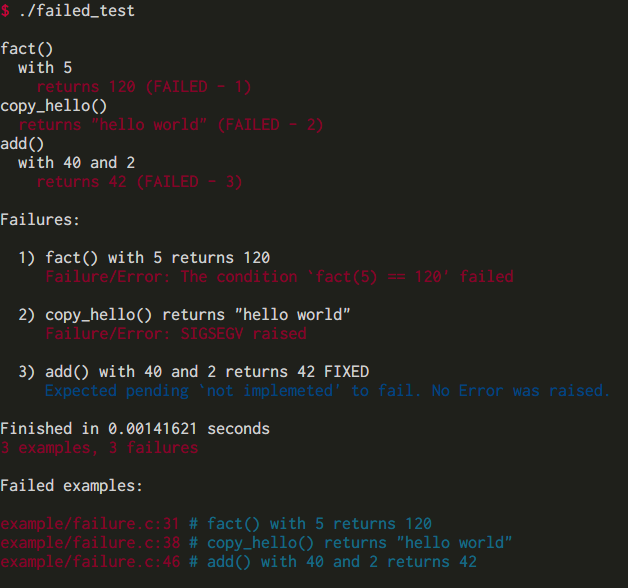 $ ./failed_test
fact()
with 5
returns 120 (FAILED - 1)
copy_hello()
returns "hello world" (FAILED - 2)
add()
with 40 and 2
returns 42 (FAILED - 3)
Failures:
1) fact() with 5 returns 120
Failure/Error: The condition `fact(5) == 120' failed
2) copy_hello() returns "hello world"
Failure/Error: SIGSEGV raised
3) add() with 40 and 2 returns 42 FIXED
Expected pending `not implemeted' to fail. No Error was raised.
Finished in 0.00141621 seconds
3 examples, 3 failures
Failed examples:
example/failure.c:31 # fact() with 5 returns 120
example/failure.c:38 # copy_hello() returns "hello world"
example/failure.c:46 # add() with 40 and 2 returns 42